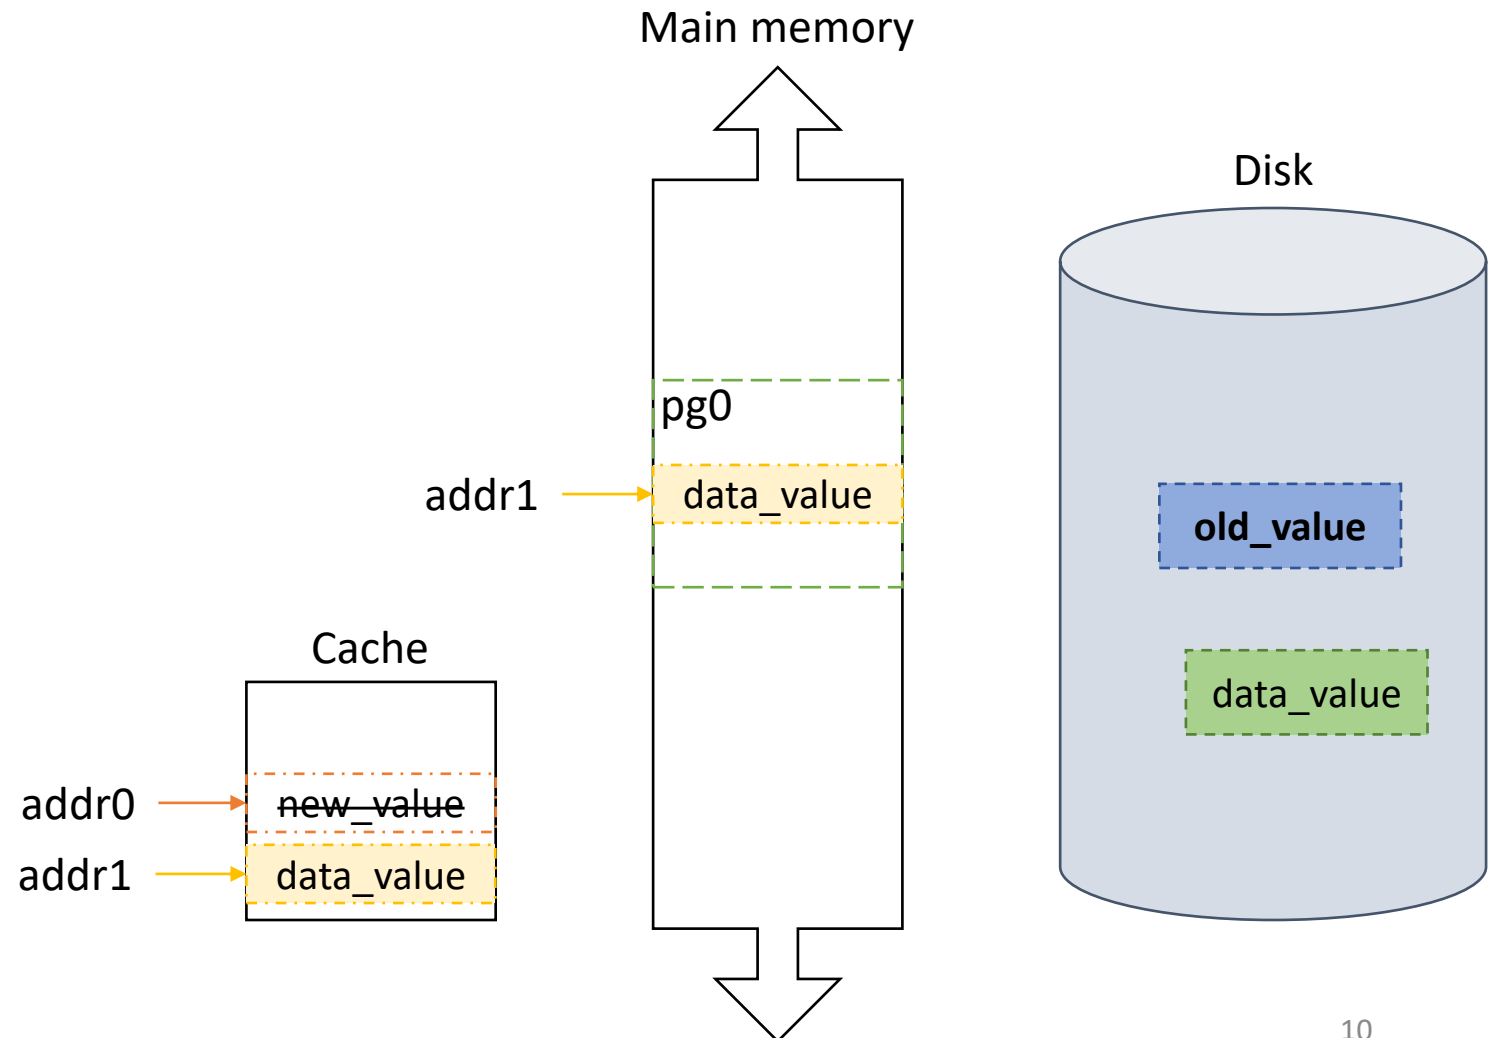 Main memory
Disk
pg0
addr1
data_value
old_value
data_value
Cache
addr0
new_value
addr1
data_value
10